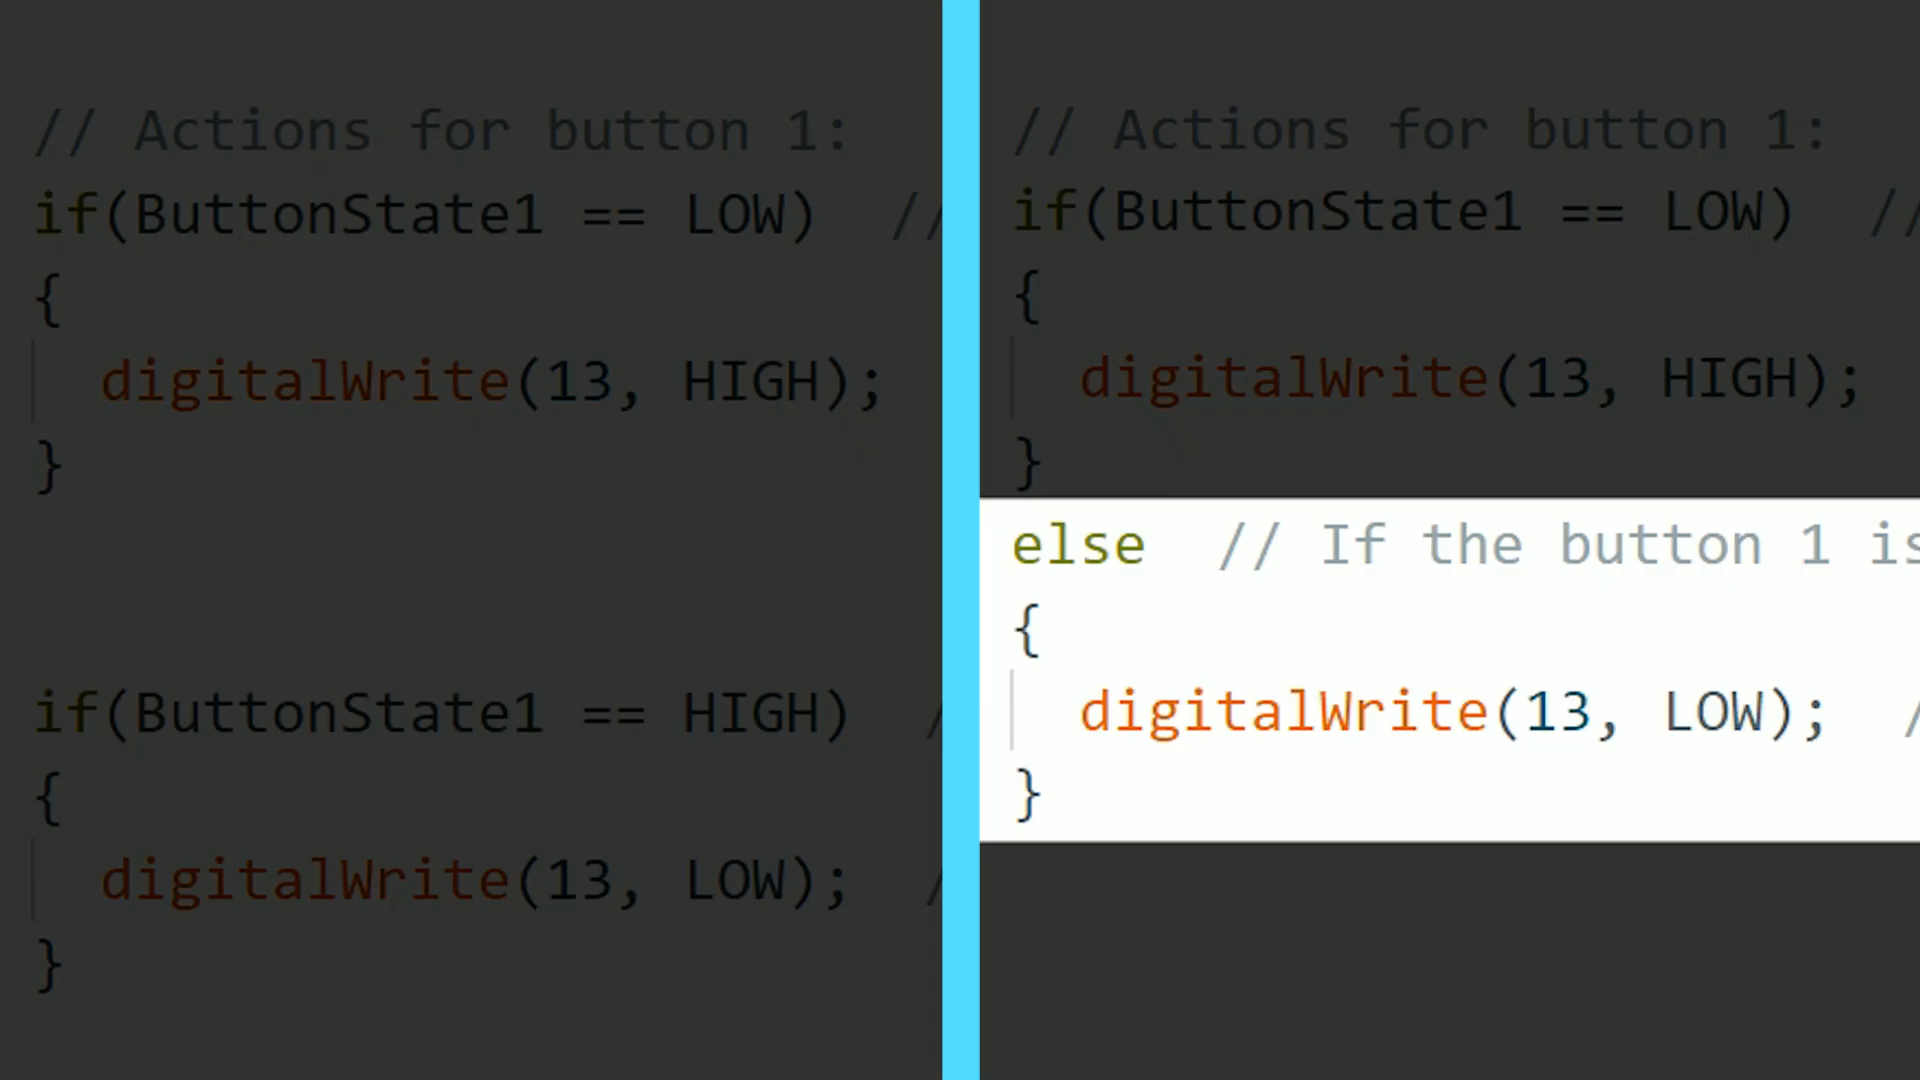 // Actions for button 1:
if(ButtonState1 == LOW)  //
{
  digitalWrite(13, HIGH);
}
if(ButtonState1 == HIGH)  /
{
  digitalWrite(13, LOW);  /
}
// Actions for button 1:
if(ButtonState1 == LOW)  //
{
  digitalWrite(13, HIGH);
}
else  // If the button 1 is
{
  digitalWrite(13, LOW);  /
}